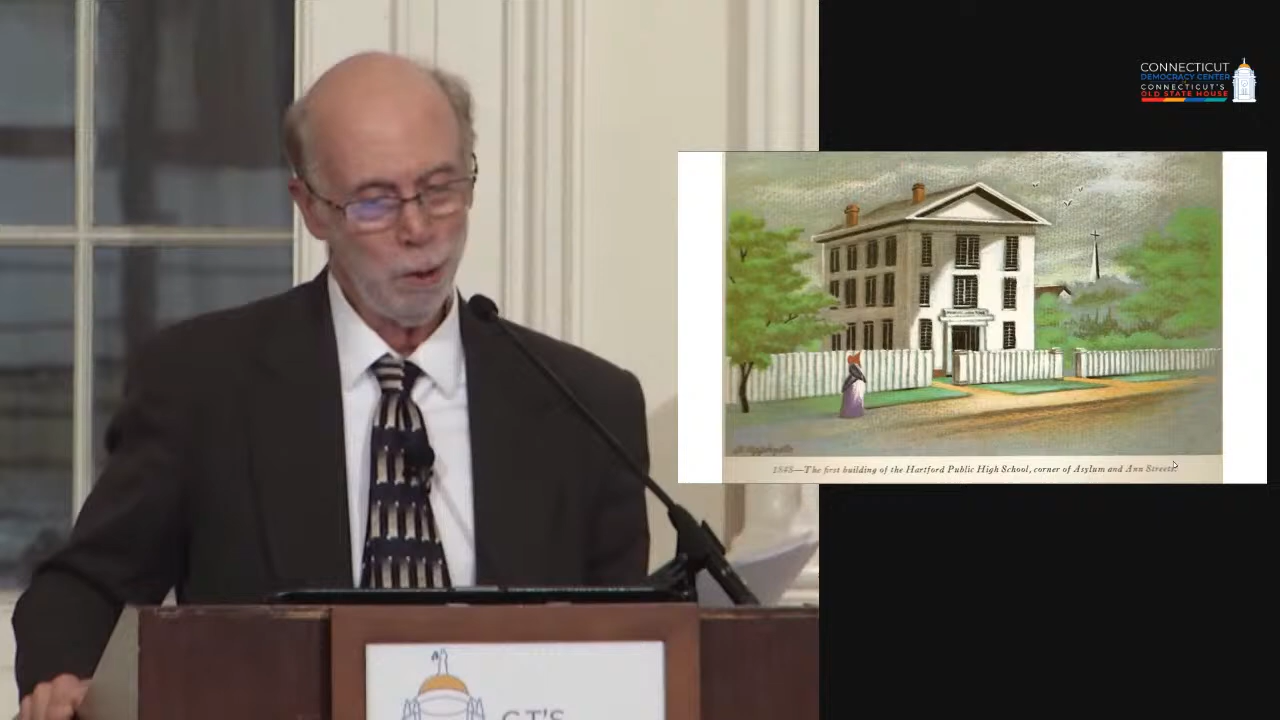 CONNECTICUT
DEMOCRACY CENTER
CONNECTICUT'S
OLD STATE HOUSE
1848—The first building of the Hartford Public High School, corner of Asylum and Ann Streets.
CT'S